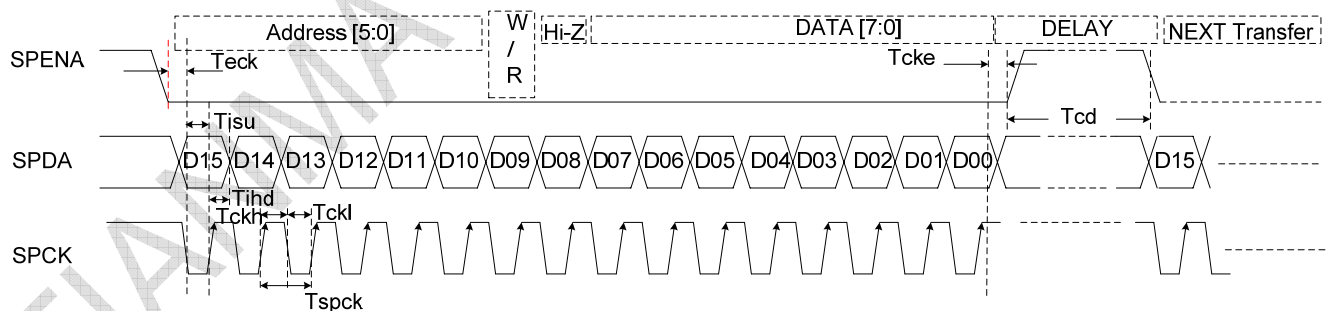 Address [5:0]
W
/
R
Hi-Z
DATA [7:0]
DELAY
NEXT Transfer
SPENA
Teck
Tcke
Tcd
Tisu
SPDA
D15 D14 D13 D12 D11 D10 D09 D08 D07 D06 D05 D04 D03 D02 D01 D00 D15
Tihd
Tckh Tckl
SPCK
Tspck